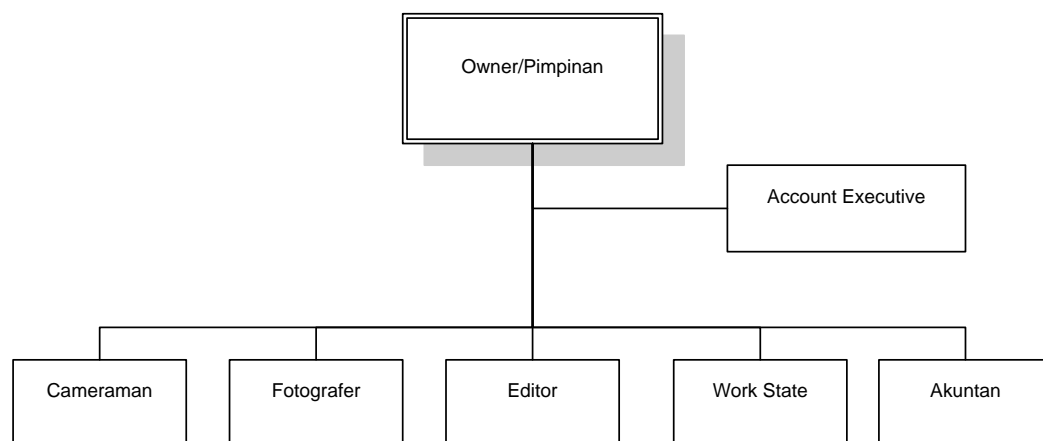 Owner/Pimpinan
Account Executive
Cameraman
Fotografer
Editor
Work State
Akuntan